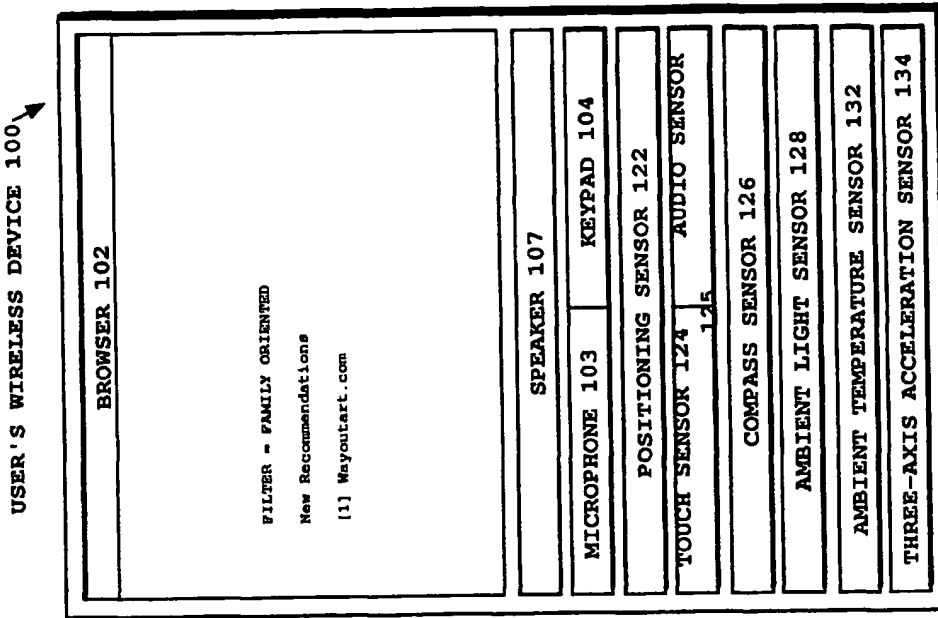 USER'S WIRELESS DEVICE 100
BROWSER 102
FILTER = FAMILY ORIENTED
New Recommendations
[1] Wayoutart.com
SPEAKER 107
MICROPHONE 103
KEYPAD 104
POSITIONING SENSOR 122
TOUCH SENSOR 124
AUDIO SENSOR
125
COMPASS SENSOR 126
AMBIENT LIGHT SENSOR 128
AMBIENT TEMPERATURE SENSOR 132
THREE-AXIS ACCELERATION SENSOR 134